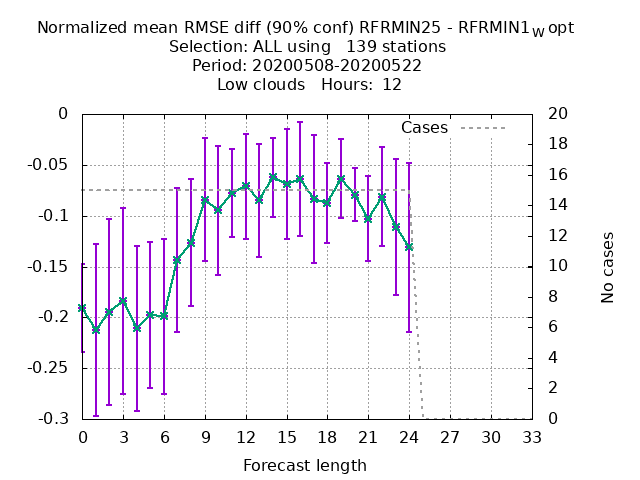 Normalized mean RMSE diff (90% conf) RFRMIN25 - RFRMIN1w opt
Selection: ALL using 139 stations
Period: 20200508-20200522
Low clouds Hours: 12
Cases
0
-0.05
-0.1
-0.15
-0.2
-0.25
-0.3
20
18
16
14
12
10
8
6
4
2
0
No cases
0 3 6 9 12 15 18 21 24 27 30 33
Forecast length